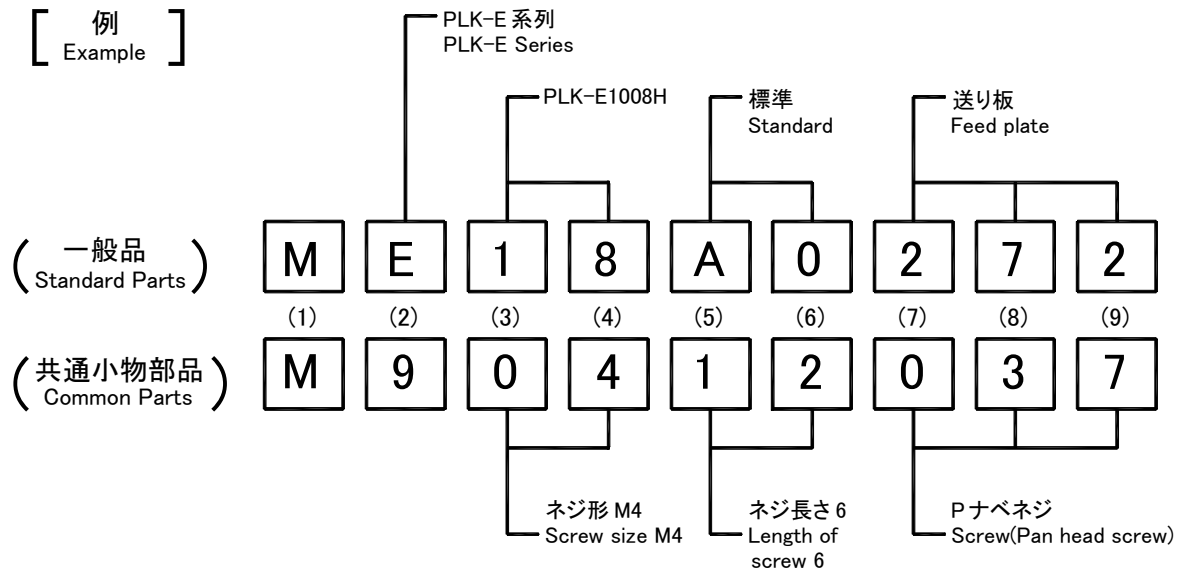 例
Example
PLK-E 系列
PLK-E Series
PLK-E1008H
標準
Standard
送り板
Feed plate
一般品
Standard Parts
M E 1 8 A 0 2 7 2
(1) (2) (3) (4) (5) (6) (7) (8) (9)
共通小物部品
Common Parts
M 9 0 4 1 2 0 3 7
ネジ形 M4
Screw size M4
ネジ長さ 6
Length of
screw 6
Pナベネジ
Screw(Pan head screw)